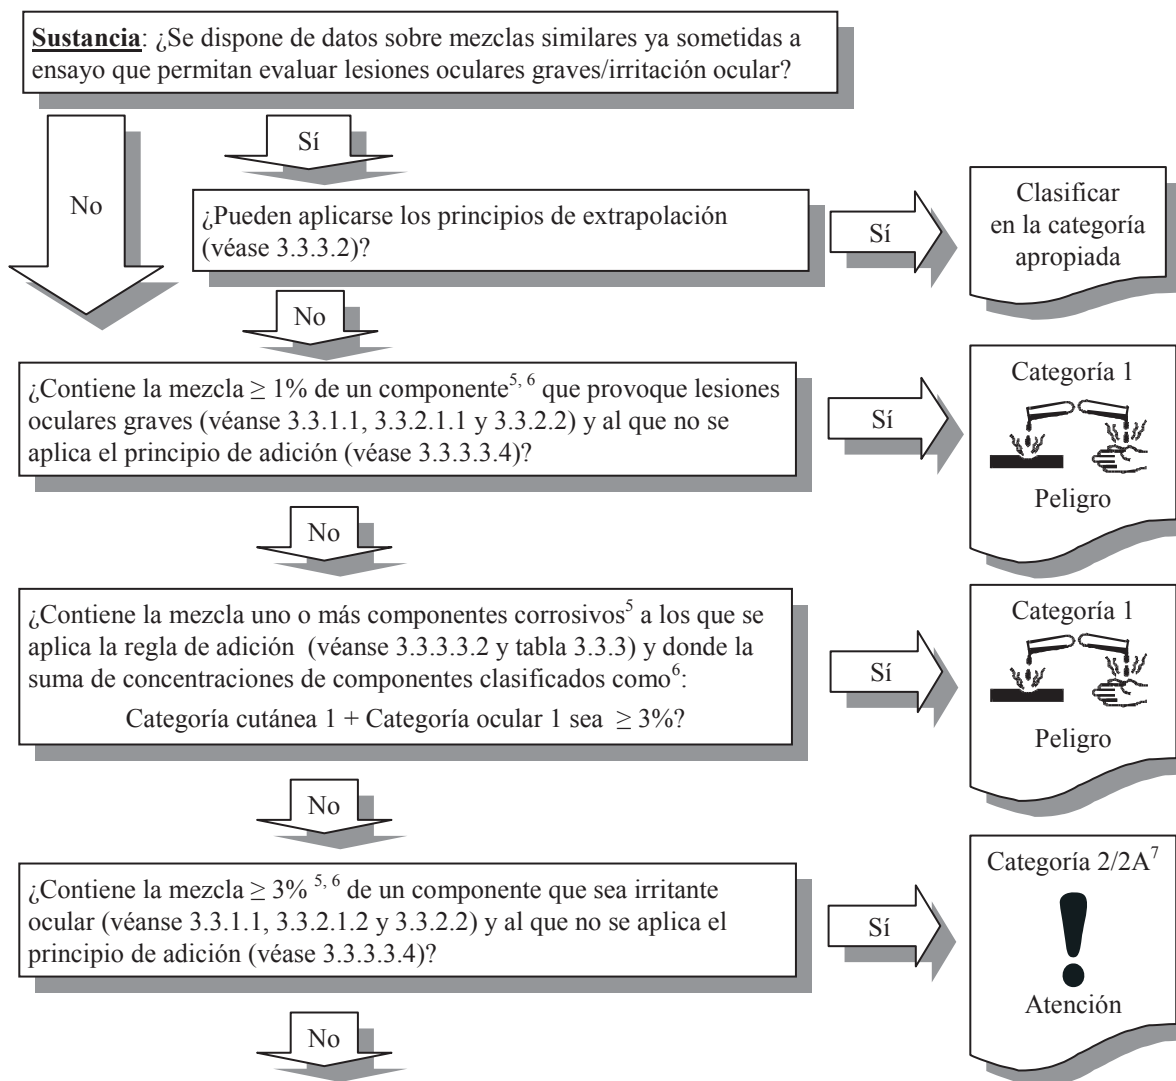 Sustancia: ¿Se dispone de datos sobre mezclas similares ya sometidas a
ensayo que permitan evaluar lesiones oculares graves/irritación ocular?
No
Sí
¿Pueden aplicarse los principios de extrapolación
(véase 3.3.3.2)?
Sí
Clasificar
en la categoría
apropiada
No
¿Contiene la mezcla ≥ 1% de un componente5, 6 que provoque lesiones
oculares graves (véanse 3.3.1.1, 3.3.2.1.1 y 3.3.2.2) y al que no se
aplica el principio de adición (véase 3.3.3.3.4)?
Sí
Categoría 1
Peligro
No
¿Contiene la mezcla uno o más componentes corrosivos5 a los que se
aplica la regla de adición (véanse 3.3.3.3.2 y tabla 3.3.3) y donde la
suma de concentraciones de componentes clasificados como6:
Categoría cutánea 1 + Categoría ocular 1 sea ≥ 3%?
Sí
Categoría 1
Peligro
No
¿Contiene la mezcla ≥ 3% 5, 6 de un componente que sea irritante
ocular (véanse 3.3.1.1, 3.3.2.1.2 y 3.3.2.2) y al que no se aplica el
principio de adición (véase 3.3.3.3.4)?
Sí
Categoría 2/2A7
Atención
No